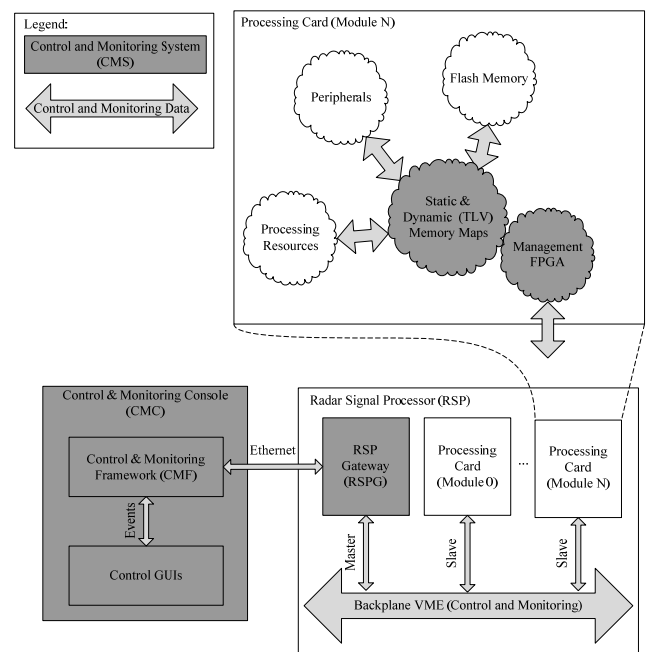 Legend:
Control and Monitoring System
(CMS)
Control and Monitoring Data
Processing Card (Module N)
Peripherals
Flash Memory
Static &
Dynamic (TLV)
Memory Maps
Processing
Resources
Management
FPGA
Control & Monitoring Console
(CMC)
Control & Monitoring
Framework (CMF)
Events
Control GUIs
Ethernet
Radar Signal Processor (RSP)
RSP
Gateway
(RSPG)
Processing
Card
(Module 0)
...
Processing
Card
(Module N)
Master
Slave
Slave
Backplane VME (Control and Monitoring)